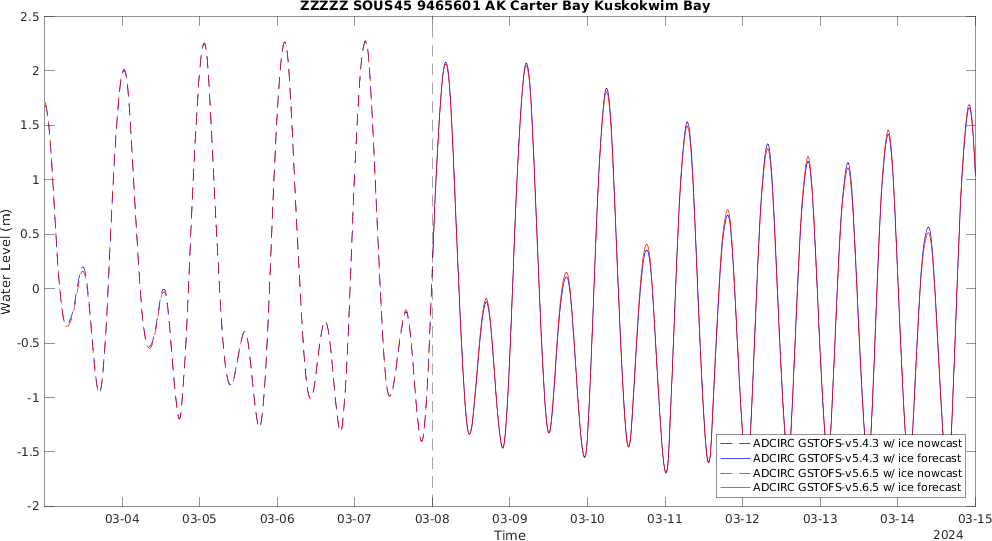 ZZZZZ SOUS45 9465601 AK Carter Bay Kuskokwim Bay
2.5
2
1.5
1
0.5
0
-0.5
-1
-1.5
-2
Water Level (m)
ADCIRC GSTOFS-v5.4.3 w/ ice nowcast
ADCIRC GSTOFS-v5.4.3 w/ ice forecast
ADCIRC GSTOFS-v5.6.5 w/ ice nowcast
ADCIRC GSTOFS-v5.6.5 w/ ice forecast
03-04 03-05 03-06 03-07 03-08 03-09 03-10 03-11 03-12 03-13 03-14 03-15
Time 2024